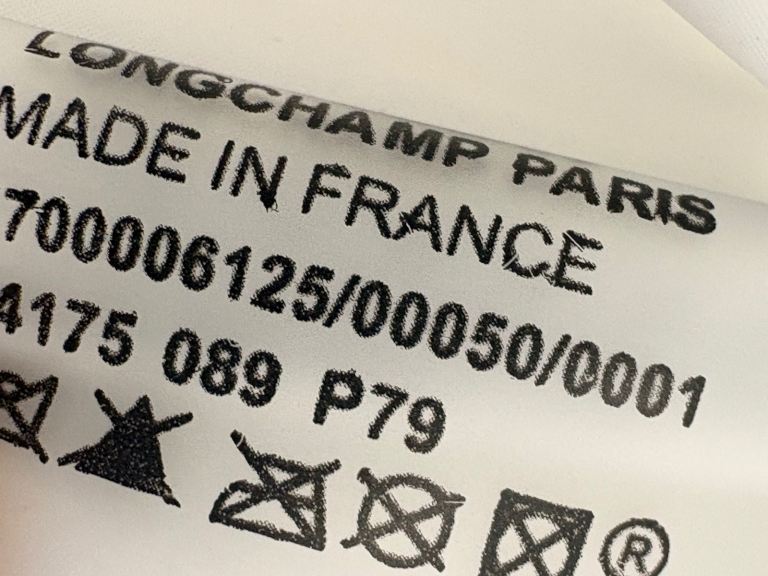 LONGCHAMP PARIS
MADE IN FRANCE
700006125/00050/0001
4175 089 P79
®